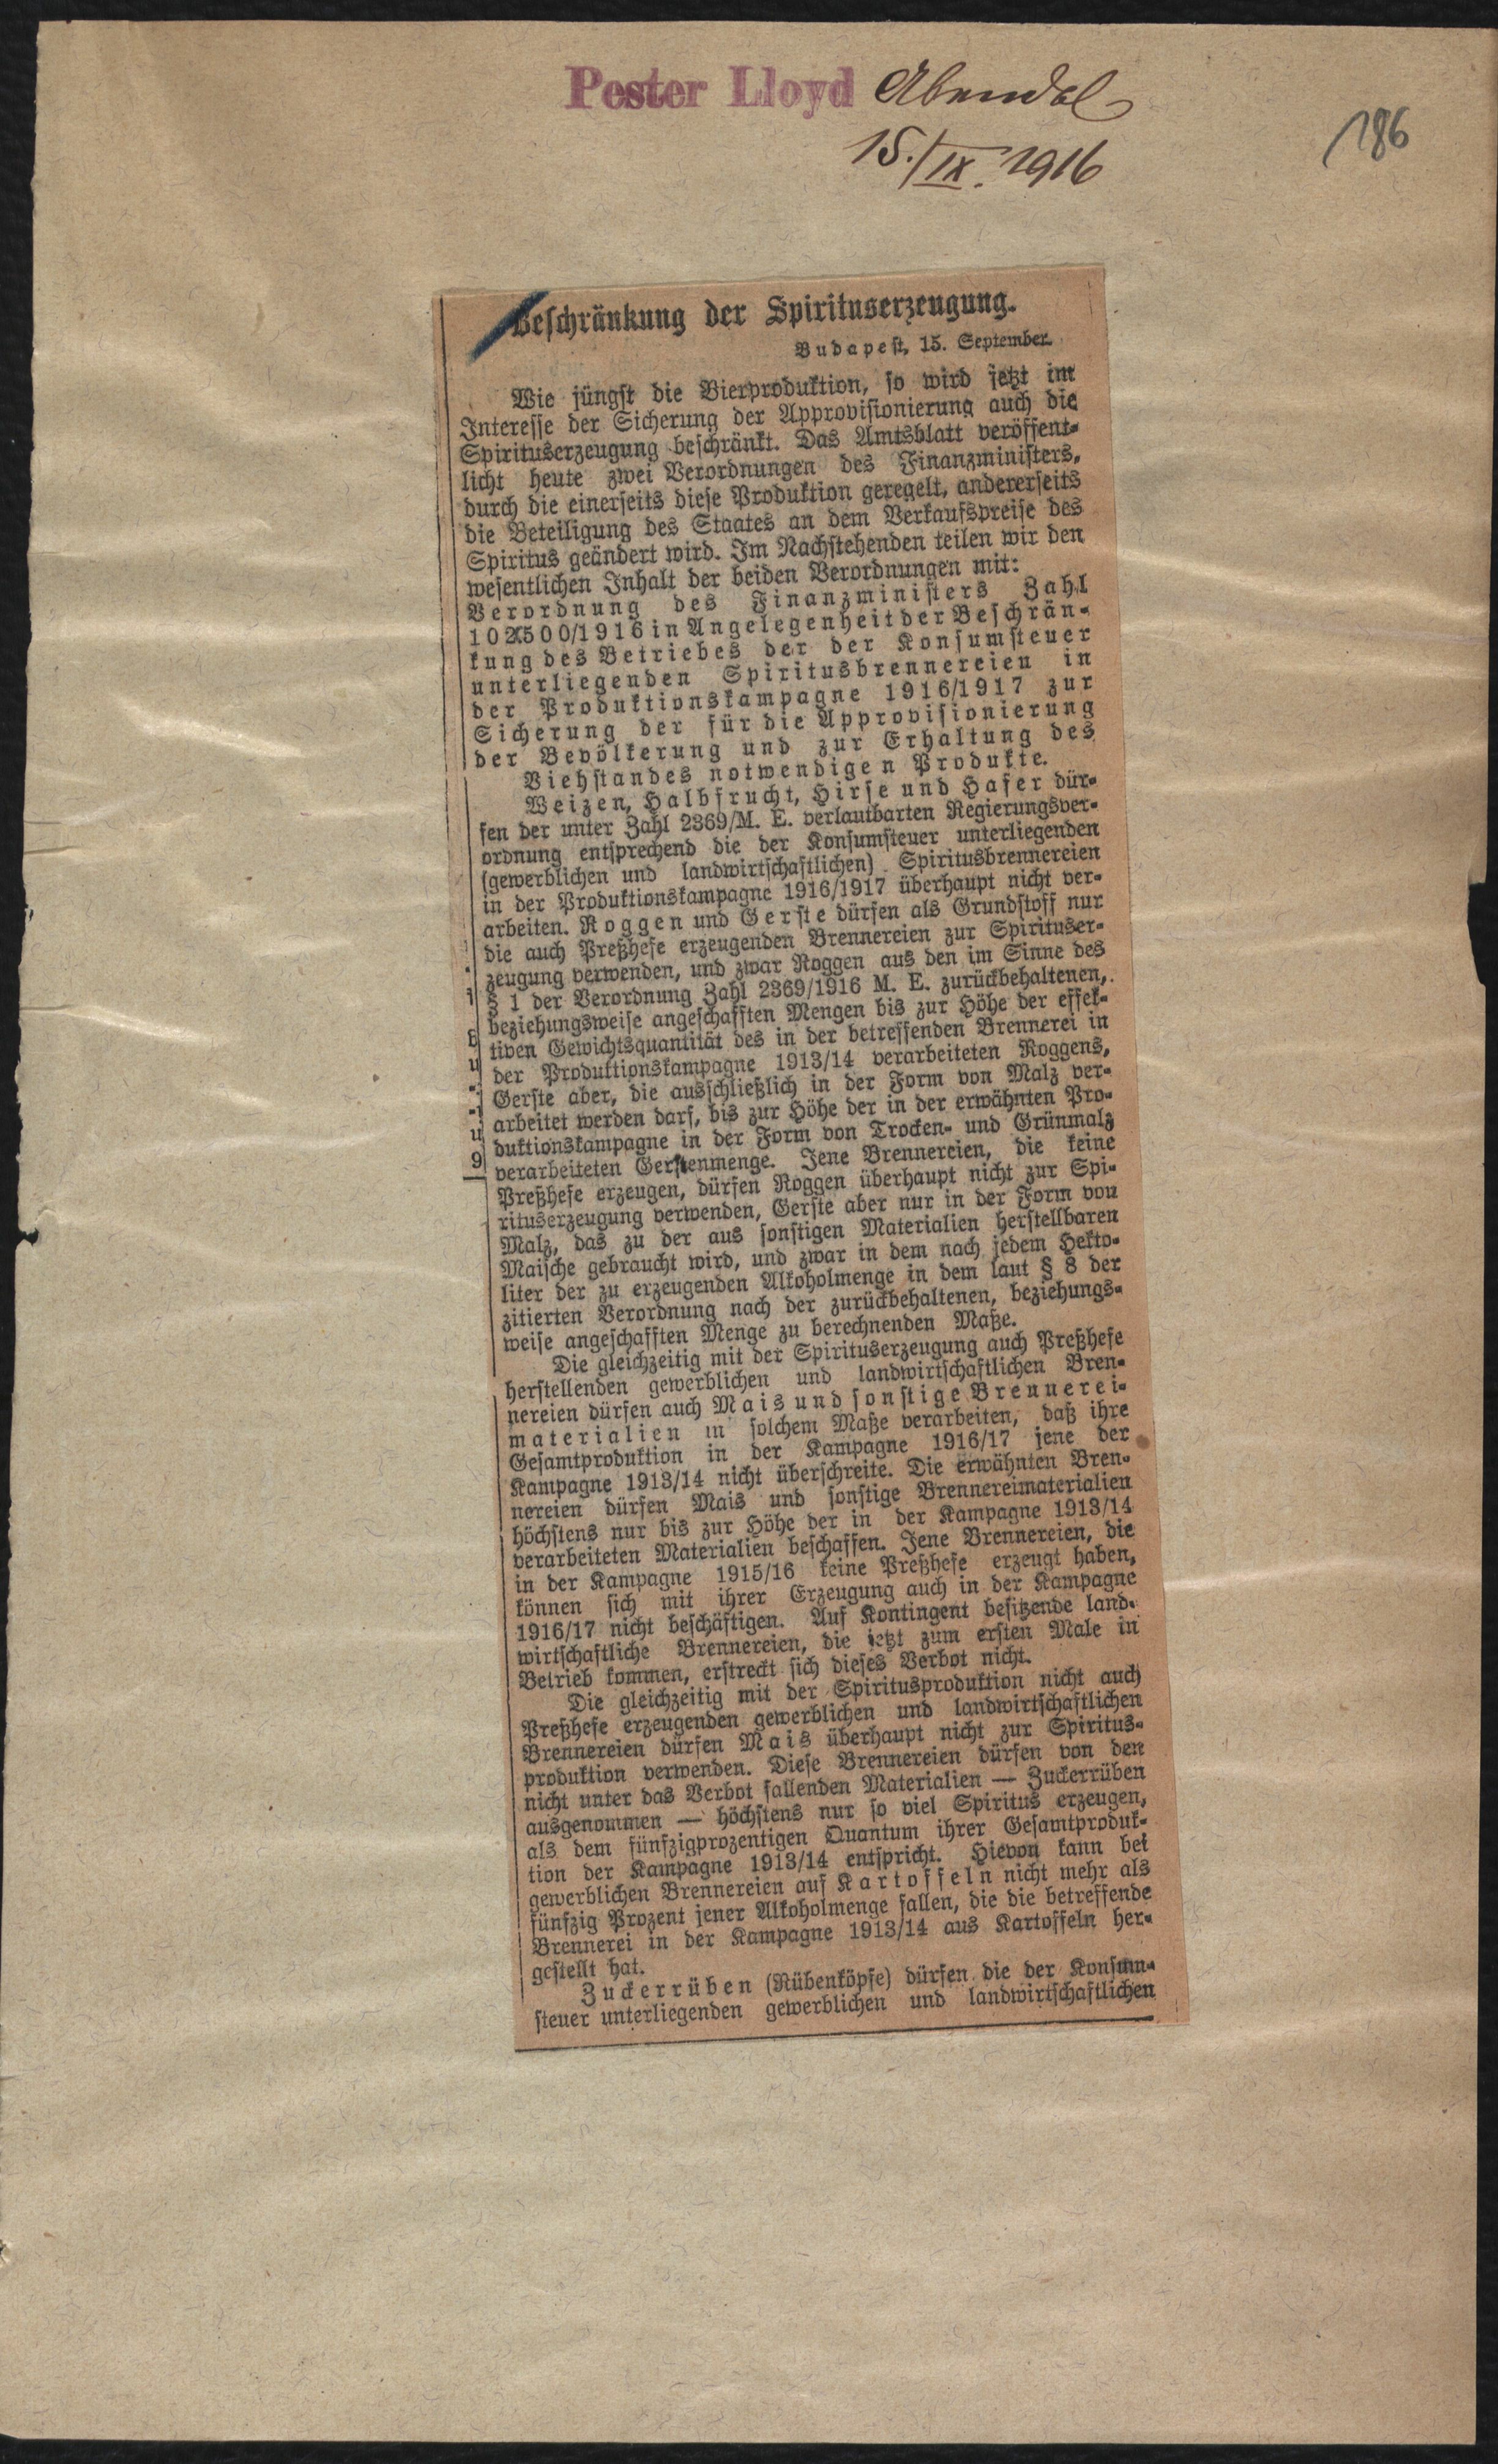 Pester Lloyd Abendbl
15./IX. 1916
186
Beschränkung der Spirituserzeugung.
Budapest, 15. September.
Wie jüngst die Bierproduktion, so wird jetzt im
Interesse der Sicherung der Approvisionierung auch die
Spirituserzeugung beschränkt. Das Amtsblatt veröffent-
licht heute zwei Verordnungen des Finanzministers,
durch die einerseits diese Produktion geregelt, andererseits
die Beteiligung des Staates an dem Verkaufspreise des
Spiritus geändert wird. Im Nachstehenden teilen wir den
wesentlichen Inhalt der beiden Verordnungen mit:
Verordnung des Finanzministers Zahl
102500/1916 in Angelegenheit der Beschrän-
kung des Betriebes der der Konsumsteuer
unterliegenden Spiritusbrennereien in
der Produktionskampagne 1916/1917 zur
Sicherung der für die Approvisionierung
der Bevölkerung und zur Erhaltung des
Viehstandes notwendigen Produkte.
Weizen, Halbfrucht, Hirse und Hafer dür-
fen der unter Zahl 2369/M. E. verlautbarten Regierungsver-
ordnung entsprechend die der Konsumsteuer unterliegenden
(gewerblichen und landwirtschaftlichen) Spiritusbrennereien
in der Produktionskampagne 1916/1917 überhaupt nicht ver-
arbeiten. Roggen und Gerste dürfen als Grundstoff nur
die auch Preßhefe erzeugenden Brennereien zur Spirituser-
zeugung verwenden, und zwar Roggen aus den im Sinne des
§ 1 der Verordnung Zahl 2369/1916 M. E. zurückbehaltenen,
beziehungsweise angeschafften Mengen bis zur Höhe der effek-
tiven Gewichtsquantität des in der betreffenden Brennerei in
der Produktionskampagne 1913/14 verarbeiteten Roggens,
Gerste aber, die ausschließlich in der Form von Malz ver-
arbeitet werden darf, bis zur Höhe der in der erwähnten Pro-
duktionskampagne in der Form von Trocken- und Grünmalz
verarbeiteten Gerstenmenge. Jene Brennereien, die keine
Preßhefe erzeugen, dürfen Roggen überhaupt nicht zur Spi-
rituserzeugung verwenden, Gerste aber nur in der Form von
Malz, das zu der aus sonstigen Materialien herstellbaren
Maische gebraucht wird, und zwar in dem nach jedem Hekto-
liter der zu erzeugenden Alkoholmenge in dem laut § 8 der
zitierten Verordnung nach der zurückbehaltenen, beziehungs-
weise angeschafften Menge zu berechnenden Maße.
Die gleichzeitig mit der Spirituserzeugung auch Preßhefe
herstellenden gewerblichen und landwirtschaftlichen Bren-
nereien dürfen auch Mais und sonstige Brennerei-
materialien in solchem Maße verarbeiten, daß ihre
Gesamtproduktion in der Kampagne 1916/17 jene der
Kampagne 1913/14 nicht überschreite. Die erwähnten Bren-
nereien dürfen Mais und sonstige Brennereimaterialien
höchstens nur bis zur Höhe der in der Kampagne 1913/14
verarbeiteten Materialien beschaffen. Jene Brennereien, die
in der Kampagne 1915/16 keine Preßhefe erzeugt haben,
können sich mit ihrer Erzeugung auch in der Kampagne
1916/17 nicht beschäftigen. Auf Kontingent besitzende land-
wirtschaftliche Brennereien, die jetzt zum ersten Male in
Betrieb kommen, erstreckt sich dieses Verbot nicht.
Die gleichzeitig mit der Spiritusproduktion nicht auch
Preßhefe erzeugenden gewerblichen und landwirtschaftlichen
Brennereien dürfen Mais überhaupt nicht zur Spiritus-
produktion verwenden. Diese Brennereien dürfen von den
nicht unter das Verbot fallenden Materialien — Zuckerrüben
ausgenommen — höchstens nur so viel Spiritus erzeugen,
als dem fünfzigprozentigen Quantum ihrer Gesamtproduk-
tion der Kampagne 1913/14 entspricht. Hievon kann bei
gewerblichen Brennereien auf Kartoffeln nicht mehr als
fünfzig Prozent jener Alkoholmenge fallen, die die betreffende
Brennerei in der Kampagne 1913/14 aus Kartoffeln her-
gestellt hat.
Zuckerrüben (Rübenköpfe) dürfen die der Konsum-
steuer unterliegenden gewerblichen und landwirtschaftlichen